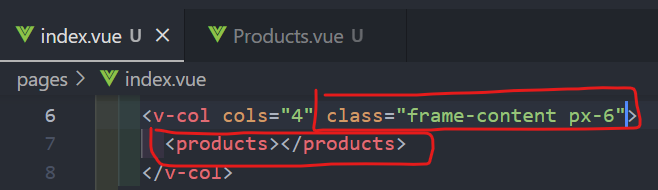 index.vue U × Products.vue U
pages > index.vue
6 <v-col cols="4" class="frame-content px-6">
7 <products></products>
8 </v-col>